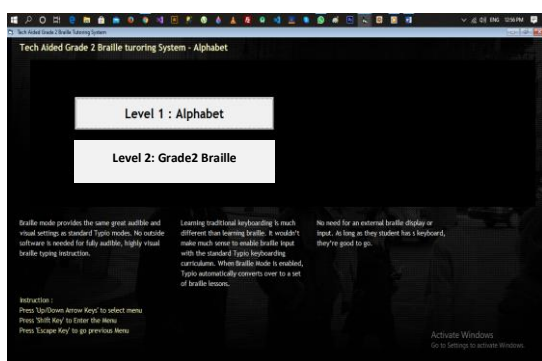 ENG 12:56 PM
Tech Aided Grade 2 Braille tutoring System
Tech Aided Grade 2 Braille turoring System - Alphabet
Level 1 : Alphabet
Level 2: Grade2 Braille
Braille mode provides the same great audible and
visual settings as standard Typio modes. No outside
software is needed for fully audible, highly visual
braille typing instruction.
Learning traditional keyboarding is much
different than learning braille. It wouldn't
make much sense to enable braille input
with the standard Typio keyboarding
curriculumn. When Braille Mode is enabled,
Typio automatically converts over to a set
of braille lessons.
No need for an external braille display or
input. As long as they student has s keyboard,
they're good to go.
Instruction :
Press 'Up/Down Arrow Keys' to select menu
Press 'Shift Key' to Enter the Menu
Press 'Escape Key' to go previous Menu
Activate Windows
Go to Settings to activate Windows.